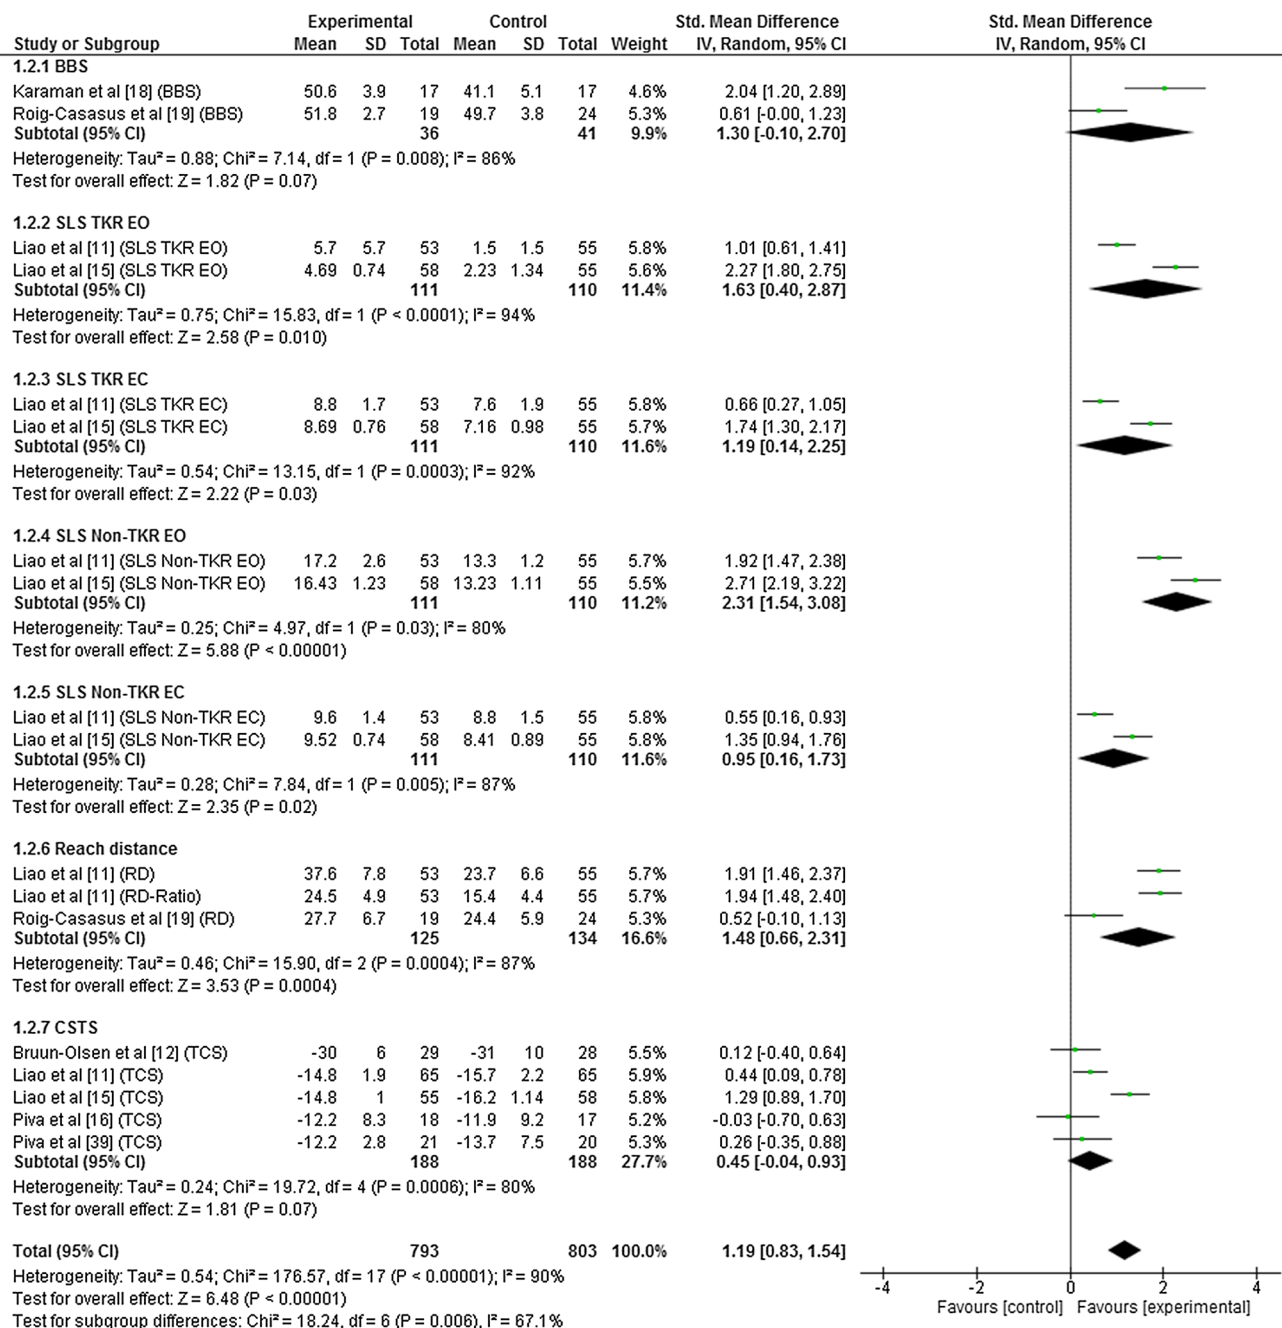 Experimental Control Std. Mean Difference Std. Mean Difference
Study or Subgroup Mean SD Total Mean SD Total Weight IV, Random, 95% CI IV, Random, 95% CI
1.2.1 BBS
Karaman et al [18] (BBS) 50.6 3.9 17 41.1 5.1 17 4.6% 2.04 [1.20, 2.89]
Roig-Casasus et al [19] (BBS) 51.8 2.7 19 49.7 3.8 24 5.3% 0.61 [-0.00, 1.23]
Subtotal (95% CI) 36 41 9.9% 1.30 [-0.10, 2.70]
Heterogeneity: Tau² = 0.88; Chi² = 7.14, df = 1 (P = 0.008); I² = 86%
Test for overall effect: Z = 1.82 (P = 0.07)
1.2.2 SLS TKR EO
Liao et al [11] (SLS TKR EO) 5.7 5.7 53 1.5 1.5 55 5.8% 1.01 [0.61, 1.41]
Liao et al [15] (SLS TKR EO) 4.69 0.74 58 2.23 1.34 55 5.6% 2.27 [1.80, 2.75]
Subtotal (95% CI) 111 110 11.4% 1.63 [0.40, 2.87]
Heterogeneity: Tau² = 0.75; Chi² = 15.83, df = 1 (P < 0.0001); I² = 94%
Test for overall effect: Z = 2.58 (P = 0.010)
1.2.3 SLS TKR EC
Liao et al [11] (SLS TKR EC) 8.8 1.7 53 7.6 1.9 55 5.8% 0.66 [0.27, 1.05]
Liao et al [15] (SLS TKR EC) 8.69 0.76 58 7.16 0.98 55 5.7% 1.74 [1.30, 2.17]
Subtotal (95% CI) 111 110 11.6% 1.19 [0.14, 2.25]
Heterogeneity: Tau² = 0.54; Chi² = 13.15, df = 1 (P = 0.0003); I² = 92%
Test for overall effect: Z = 2.22 (P = 0.03)
1.2.4 SLS Non-TKR EO
Liao et al [11] (SLS Non-TKR EO) 17.2 2.6 53 13.3 1.2 55 5.7% 1.92 [1.47, 2.38]
Liao et al [15] (SLS Non-TKR EO) 16.43 1.23 58 13.23 1.11 55 5.5% 2.71 [2.19, 3.22]
Subtotal (95% CI) 111 110 11.2% 2.31 [1.54, 3.08]
Heterogeneity: Tau² = 0.25; Chi² = 4.97, df = 1 (P = 0.03); I² = 80%
Test for overall effect: Z = 5.88 (P < 0.00001)
1.2.5 SLS Non-TKR EC
Liao et al [11] (SLS Non-TKR EC) 9.6 1.4 53 8.8 1.5 55 5.8% 0.55 [0.16, 0.93]
Liao et al [15] (SLS Non-TKR EC) 9.52 0.74 58 8.41 0.89 55 5.8% 1.35 [0.94, 1.76]
Subtotal (95% CI) 111 110 11.6% 0.95 [0.16, 1.73]
Heterogeneity: Tau² = 0.28; Chi² = 7.84, df = 1 (P = 0.005); I² = 87%
Test for overall effect: Z = 2.35 (P = 0.02)
1.2.6 Reach distance
Liao et al [11] (RD) 37.6 7.8 53 23.7 6.6 55 5.7% 1.91 [1.46, 2.37]
Liao et al [11] (RD-Ratio) 24.5 4.9 53 15.4 4.4 55 5.7% 1.94 [1.48, 2.40]
Roig-Casasus et al [19] (RD) 27.7 6.7 19 24.4 5.9 24 5.3% 0.52 [-0.10, 1.13]
Subtotal (95% CI) 125 134 16.6% 1.48 [0.66, 2.31]
Heterogeneity: Tau² = 0.46; Chi² = 15.90, df = 2 (P = 0.0004); I² = 87%
Test for overall effect: Z = 3.53 (P = 0.0004)
1.2.7 CSTS
Bruun-Olsen et al [12] (TCS) -30 6 29 -31 10 28 5.5% 0.12 [-0.40, 0.64]
Liao et al [11] (TCS) -14.8 1.9 65 -15.7 2.2 65 5.9% 0.44 [0.09, 0.78]
Liao et al [15] (TCS) -14.8 1 55 -16.2 1.14 58 5.8% 1.29 [0.89, 1.70]
Piva et al [16] (TCS) -12.2 8.3 18 -11.9 9.2 17 5.2% -0.03 [-0.70, 0.63]
Piva et al [39] (TCS) -12.2 2.8 21 -13.7 7.5 20 5.3% 0.26 [-0.35, 0.88]
Subtotal (95% CI) 188 188 27.7% 0.45 [-0.04, 0.93]
Heterogeneity: Tau² = 0.24; Chi² = 19.72, df = 4 (P = 0.0006); I² = 80%
Test for overall effect: Z = 1.81 (P = 0.07)
Total (95% CI) 793 803 100.0% 1.19 [0.83, 1.54]
Heterogeneity: Tau² = 0.54; Chi² = 176.57, df = 17 (P < 0.00001); I² = 90%
Test for overall effect: Z = 6.48 (P < 0.00001)
Test for subgroup differences: Chi² = 18.24, df = 6 (P = 0.006), I² = 67.1%
-4 -2 0 2 4
Favours [control] Favours [experimental]